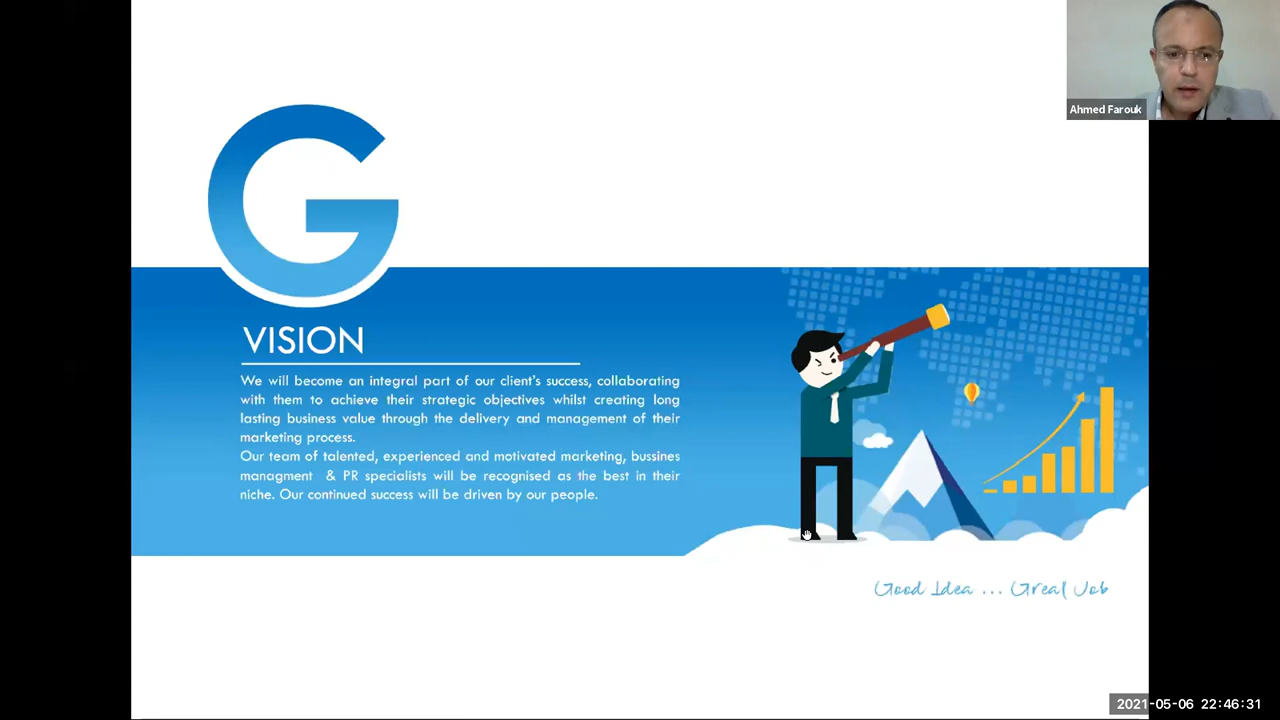 Ahmed Farouk
G
VISION
We will become an integral part of our client's success, collaborating
with them to achieve their strategic objectives whilst creating long
lasting business value through the delivery and management of their
marketing process.
Our team of talented, experienced and motivated marketing, bussines
managment & PR specialists will be recognised as the best in their
niche. Our continued success will be driven by our people.
Good Idea ... Great Job
2021-05-06 22:46:31